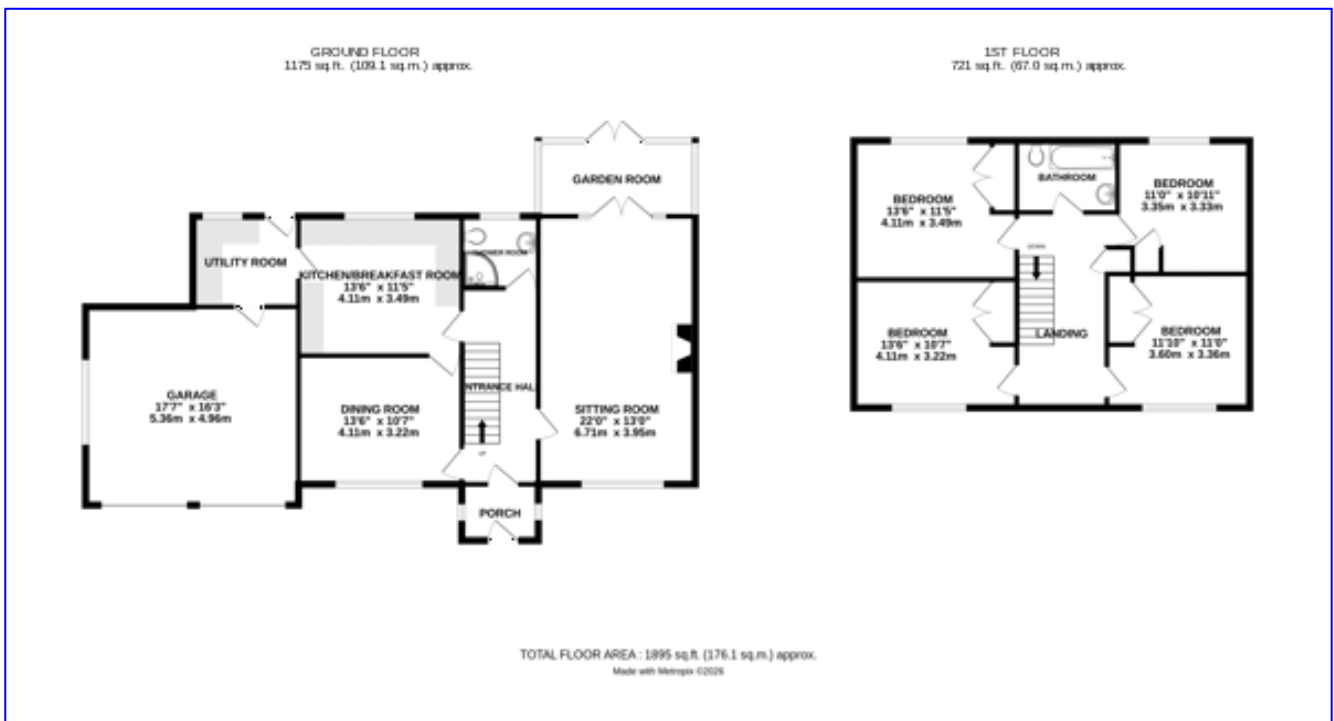 GROUND FLOOR
1175 sq.ft. (109.1 sq.m.) approx.
1ST FLOOR
721 sq.ft. (67.0 sq.m.) approx.
GARDEN ROOM
UTILITY ROOM
KITCHEN/BREAKFAST ROOM
13'6" x 11'5"
4.11m x 3.49m
SHOWER ROOM
GARAGE
17'7" x 16'3"
5.36m x 4.96m
DINING ROOM
13'6" x 10'7"
4.11m x 3.22m
ENTRANCE HALL
UP
SITTING ROOM
22'0" x 13'0"
6.71m x 3.95m
PORCH
BEDROOM
13'6" x 11'5"
4.11m x 3.49m
BATHROOM
BEDROOM
11'0" x 10'11"
3.35m x 3.33m
DOWN
LANDING
BEDROOM
13'6" x 10'7"
4.11m x 3.22m
BEDROOM
11'10" x 11'0"
3.60m x 3.36m
TOTAL FLOOR AREA : 1895 sq.ft. (176.1 sq.m.) approx.
Made with Metropix ©2026